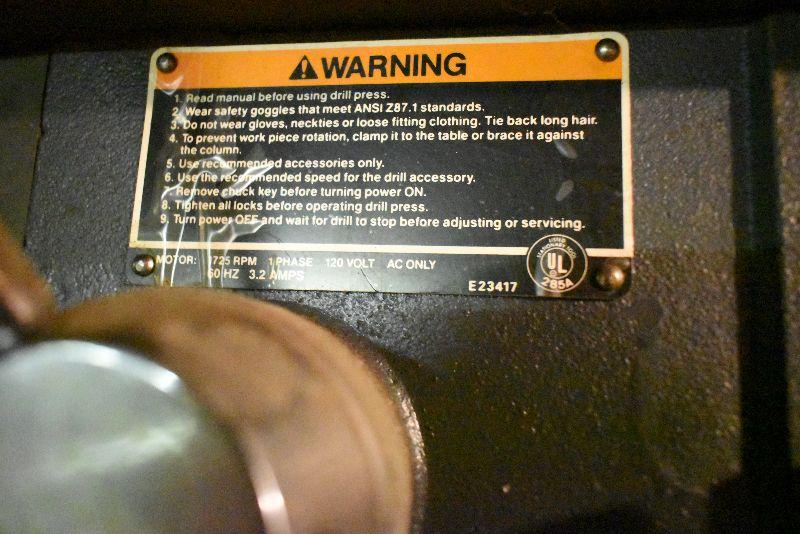 WARNING
1. Read manual before using drill press.
2. Wear safety goggles that meet ANSI Z87.1 standards.
3. Do not wear gloves, neckties or loose fitting clothing. Tie back long hair.
4. To prevent work piece rotation, clamp it to the table or brace it against
the column.
5. Use recommended accessories only.
6. Use the recommended speed for the drill accessory.
7. Remove chuck key before turning power ON.
8. Tighten all locks before operating drill press.
9. Turn power OFF and wait for drill to stop before adjusting or servicing.
MOTOR: 1725 RPM 1 PHASE 120 VOLT AC ONLY
60 HZ 3.2 AMPS
E23417
LISTED
STATIONARY TOOL
UL
285A